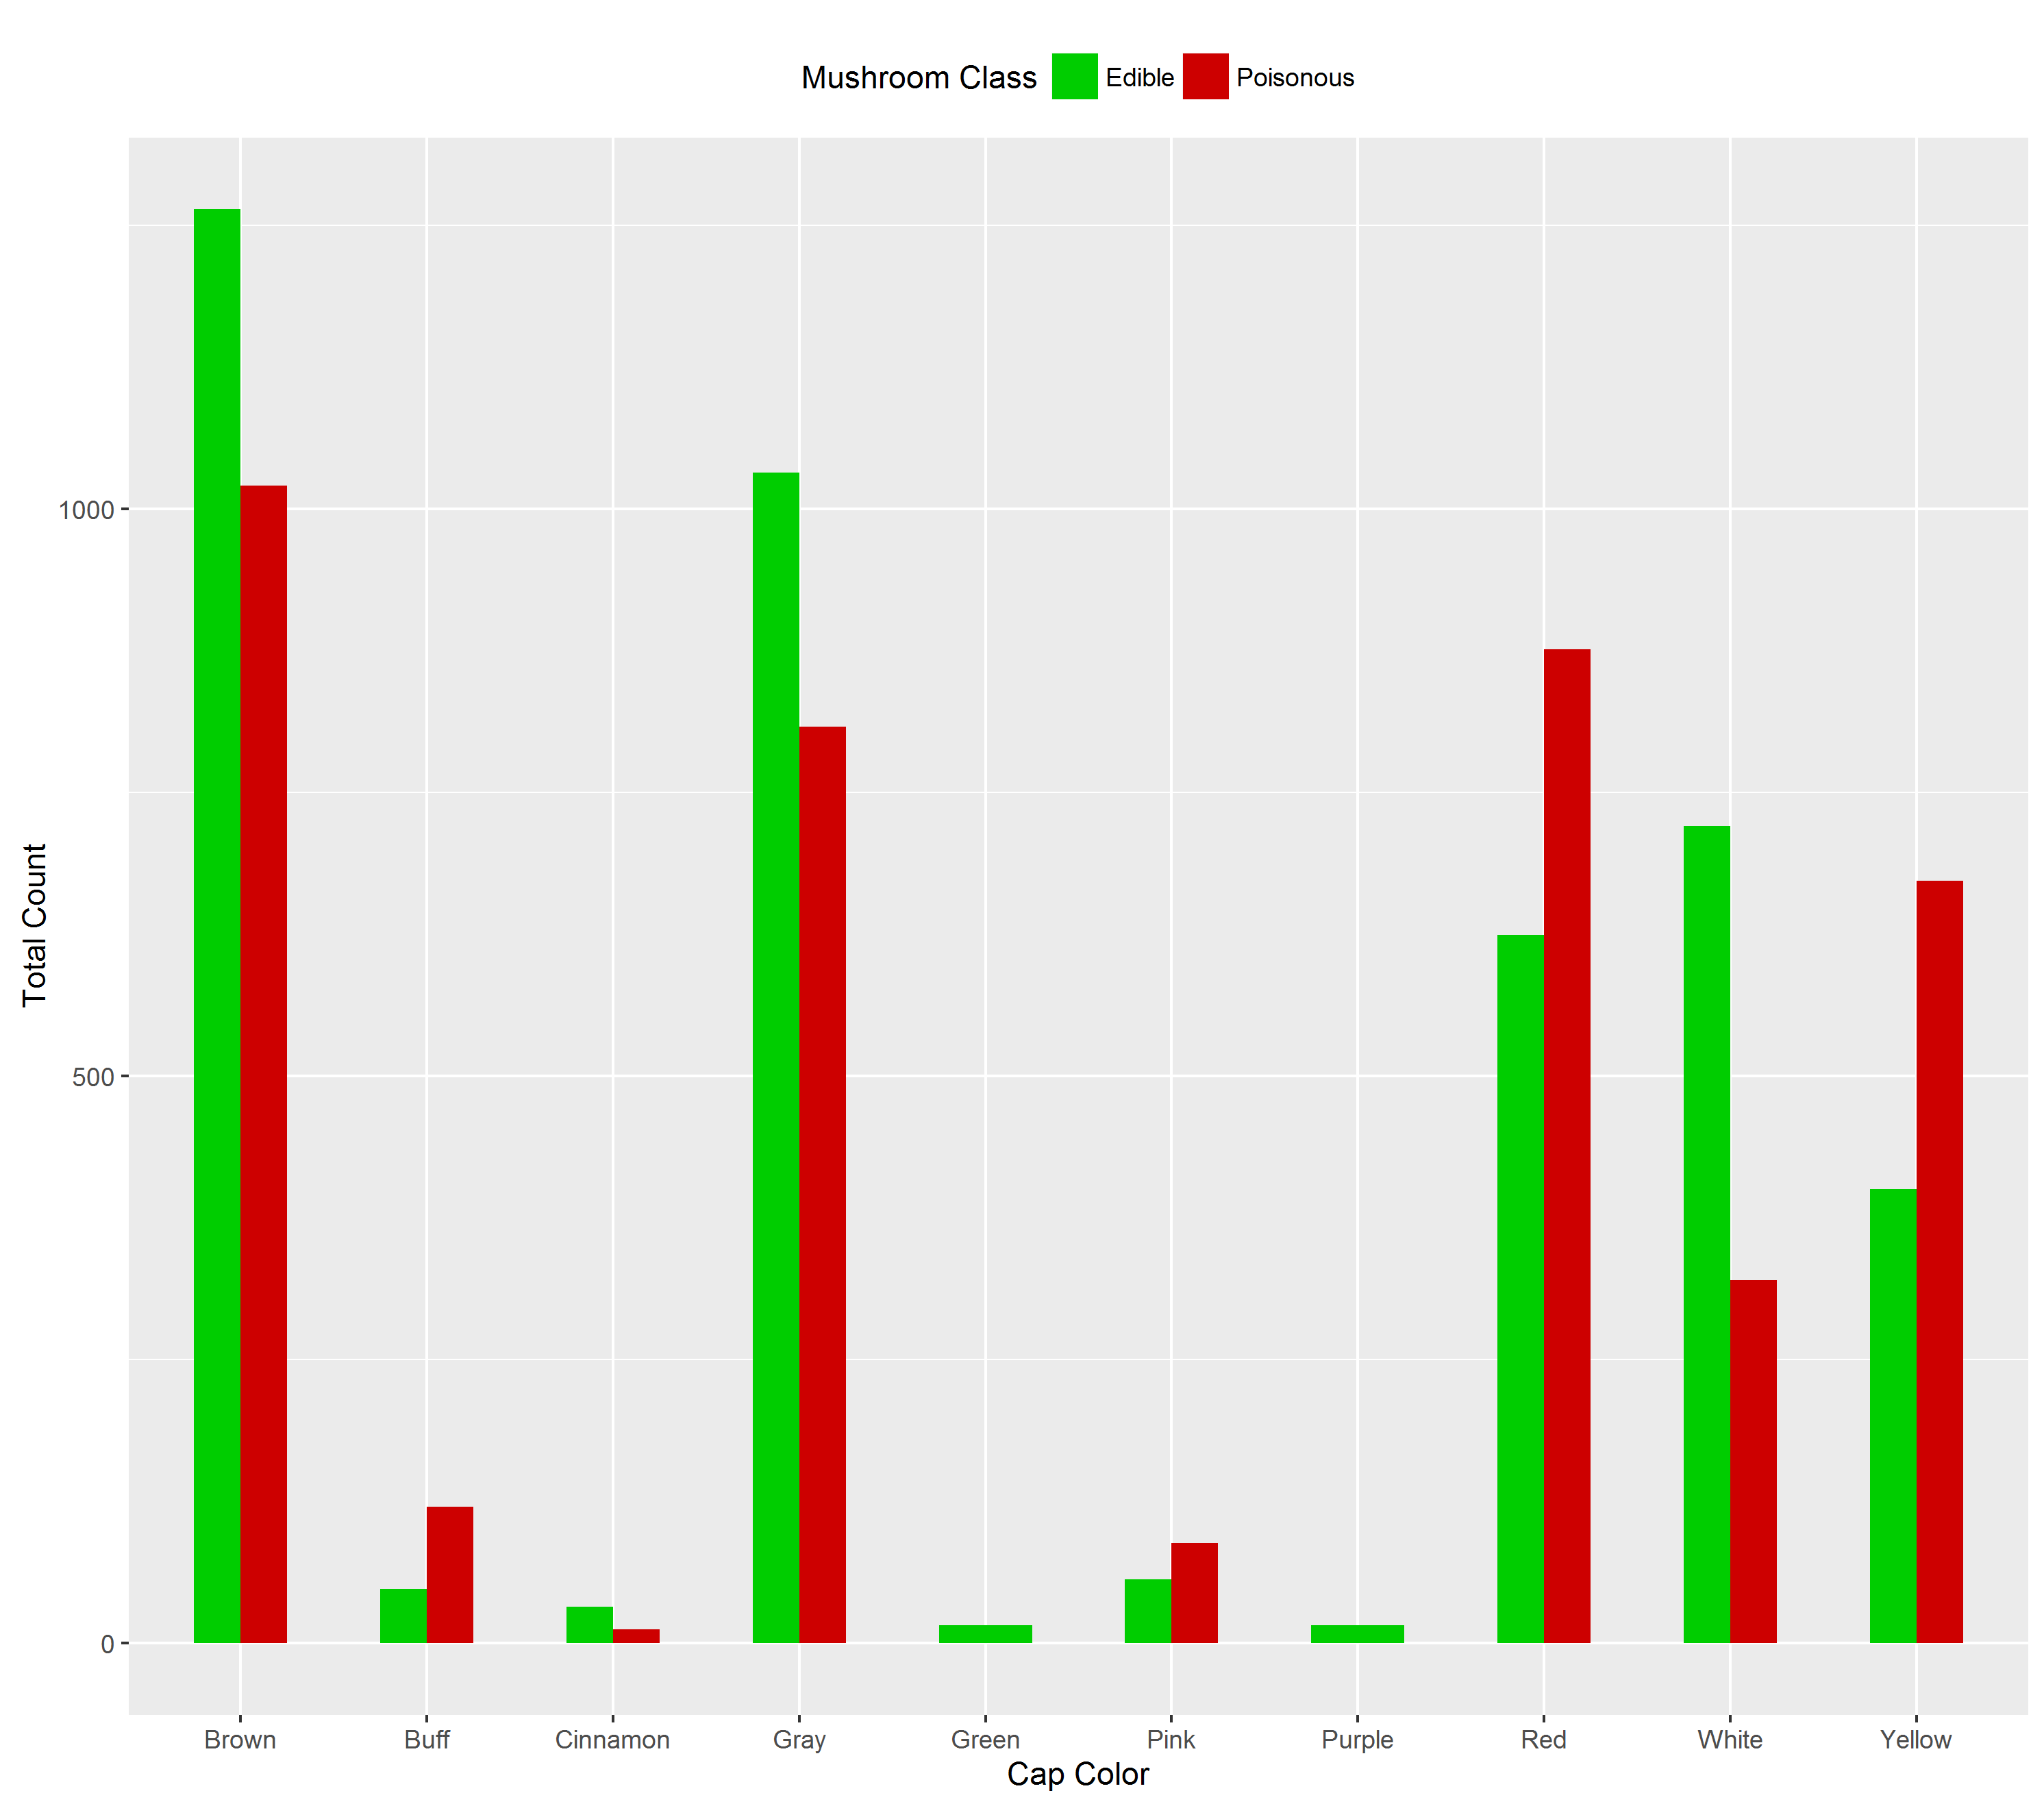 Mushroom Class Edible Poisonous
1000
500
0
Total Count
Brown Buff Cinnamon Gray Green Pink Purple Red White Yellow
Cap Color